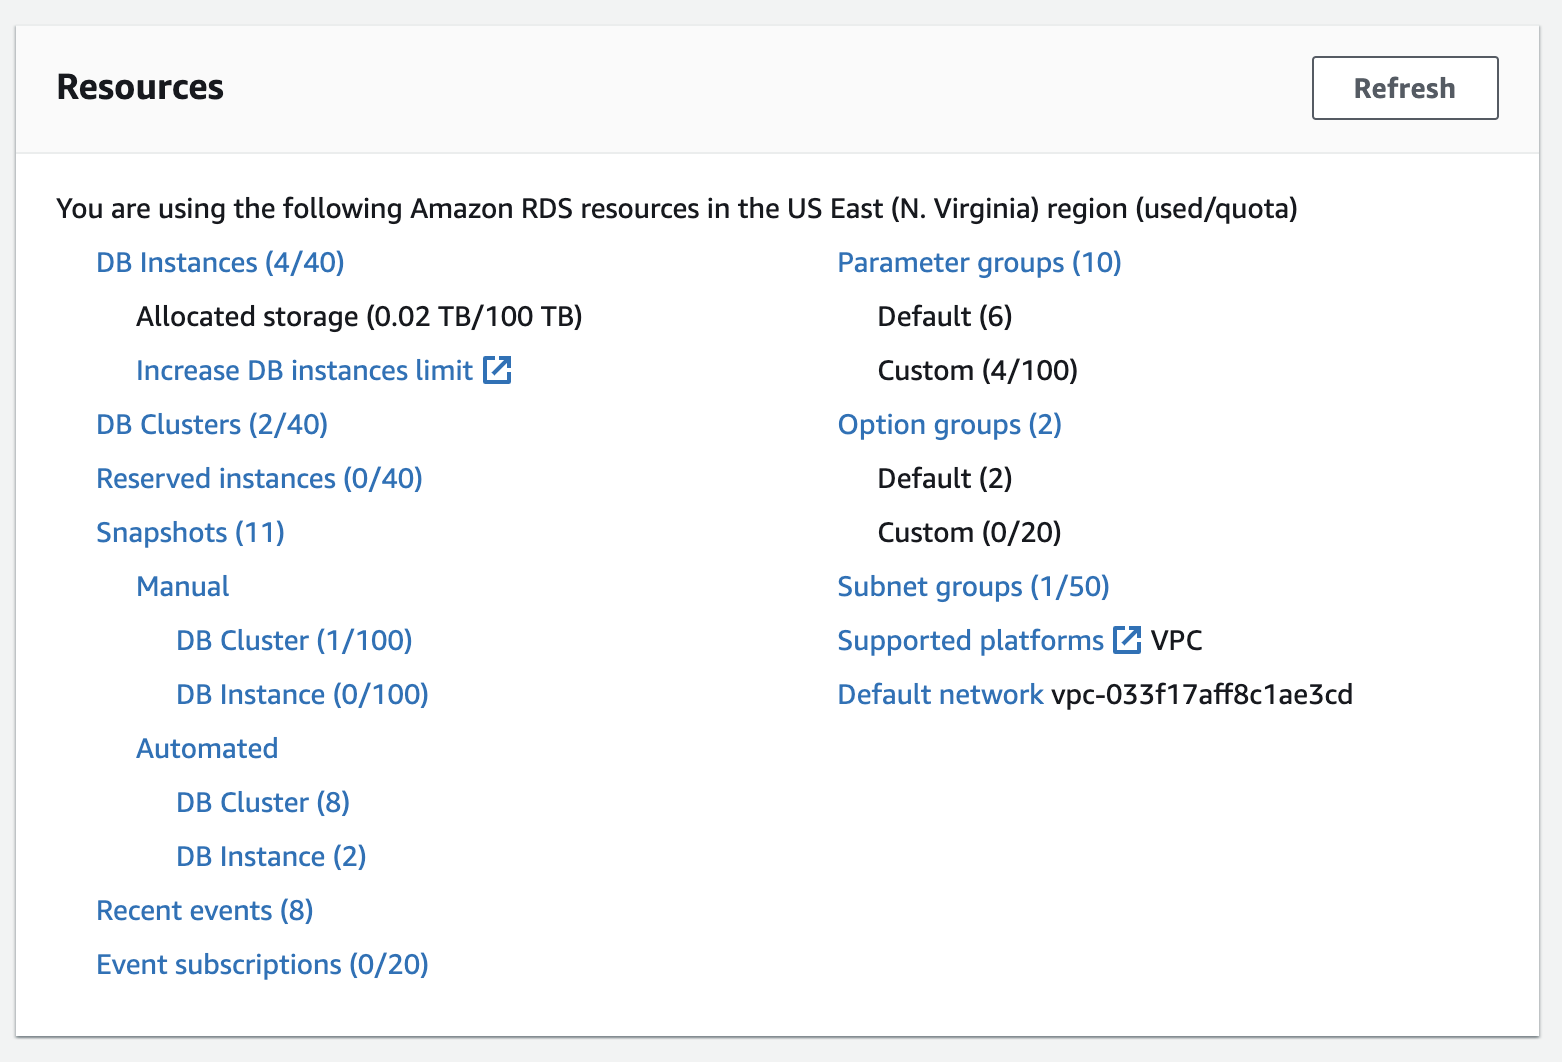 Resources
Refresh
You are using the following Amazon RDS resources in the US East (N. Virginia) region (used/quota)
DB Instances (4/40)
Allocated storage (0.02 TB/100 TB)
Increase DB instances limit
DB Clusters (2/40)
Reserved instances (0/40)
Snapshots (11)
Manual
DB Cluster (1/100)
DB Instance (0/100)
Automated
DB Cluster (8)
DB Instance (2)
Recent events (8)
Event subscriptions (0/20)
Parameter groups (10)
Default (6)
Custom (4/100)
Option groups (2)
Default (2)
Custom (0/20)
Subnet groups (1/50)
Supported platforms VPC
Default network vpc-033f17aff8c1ae3cd